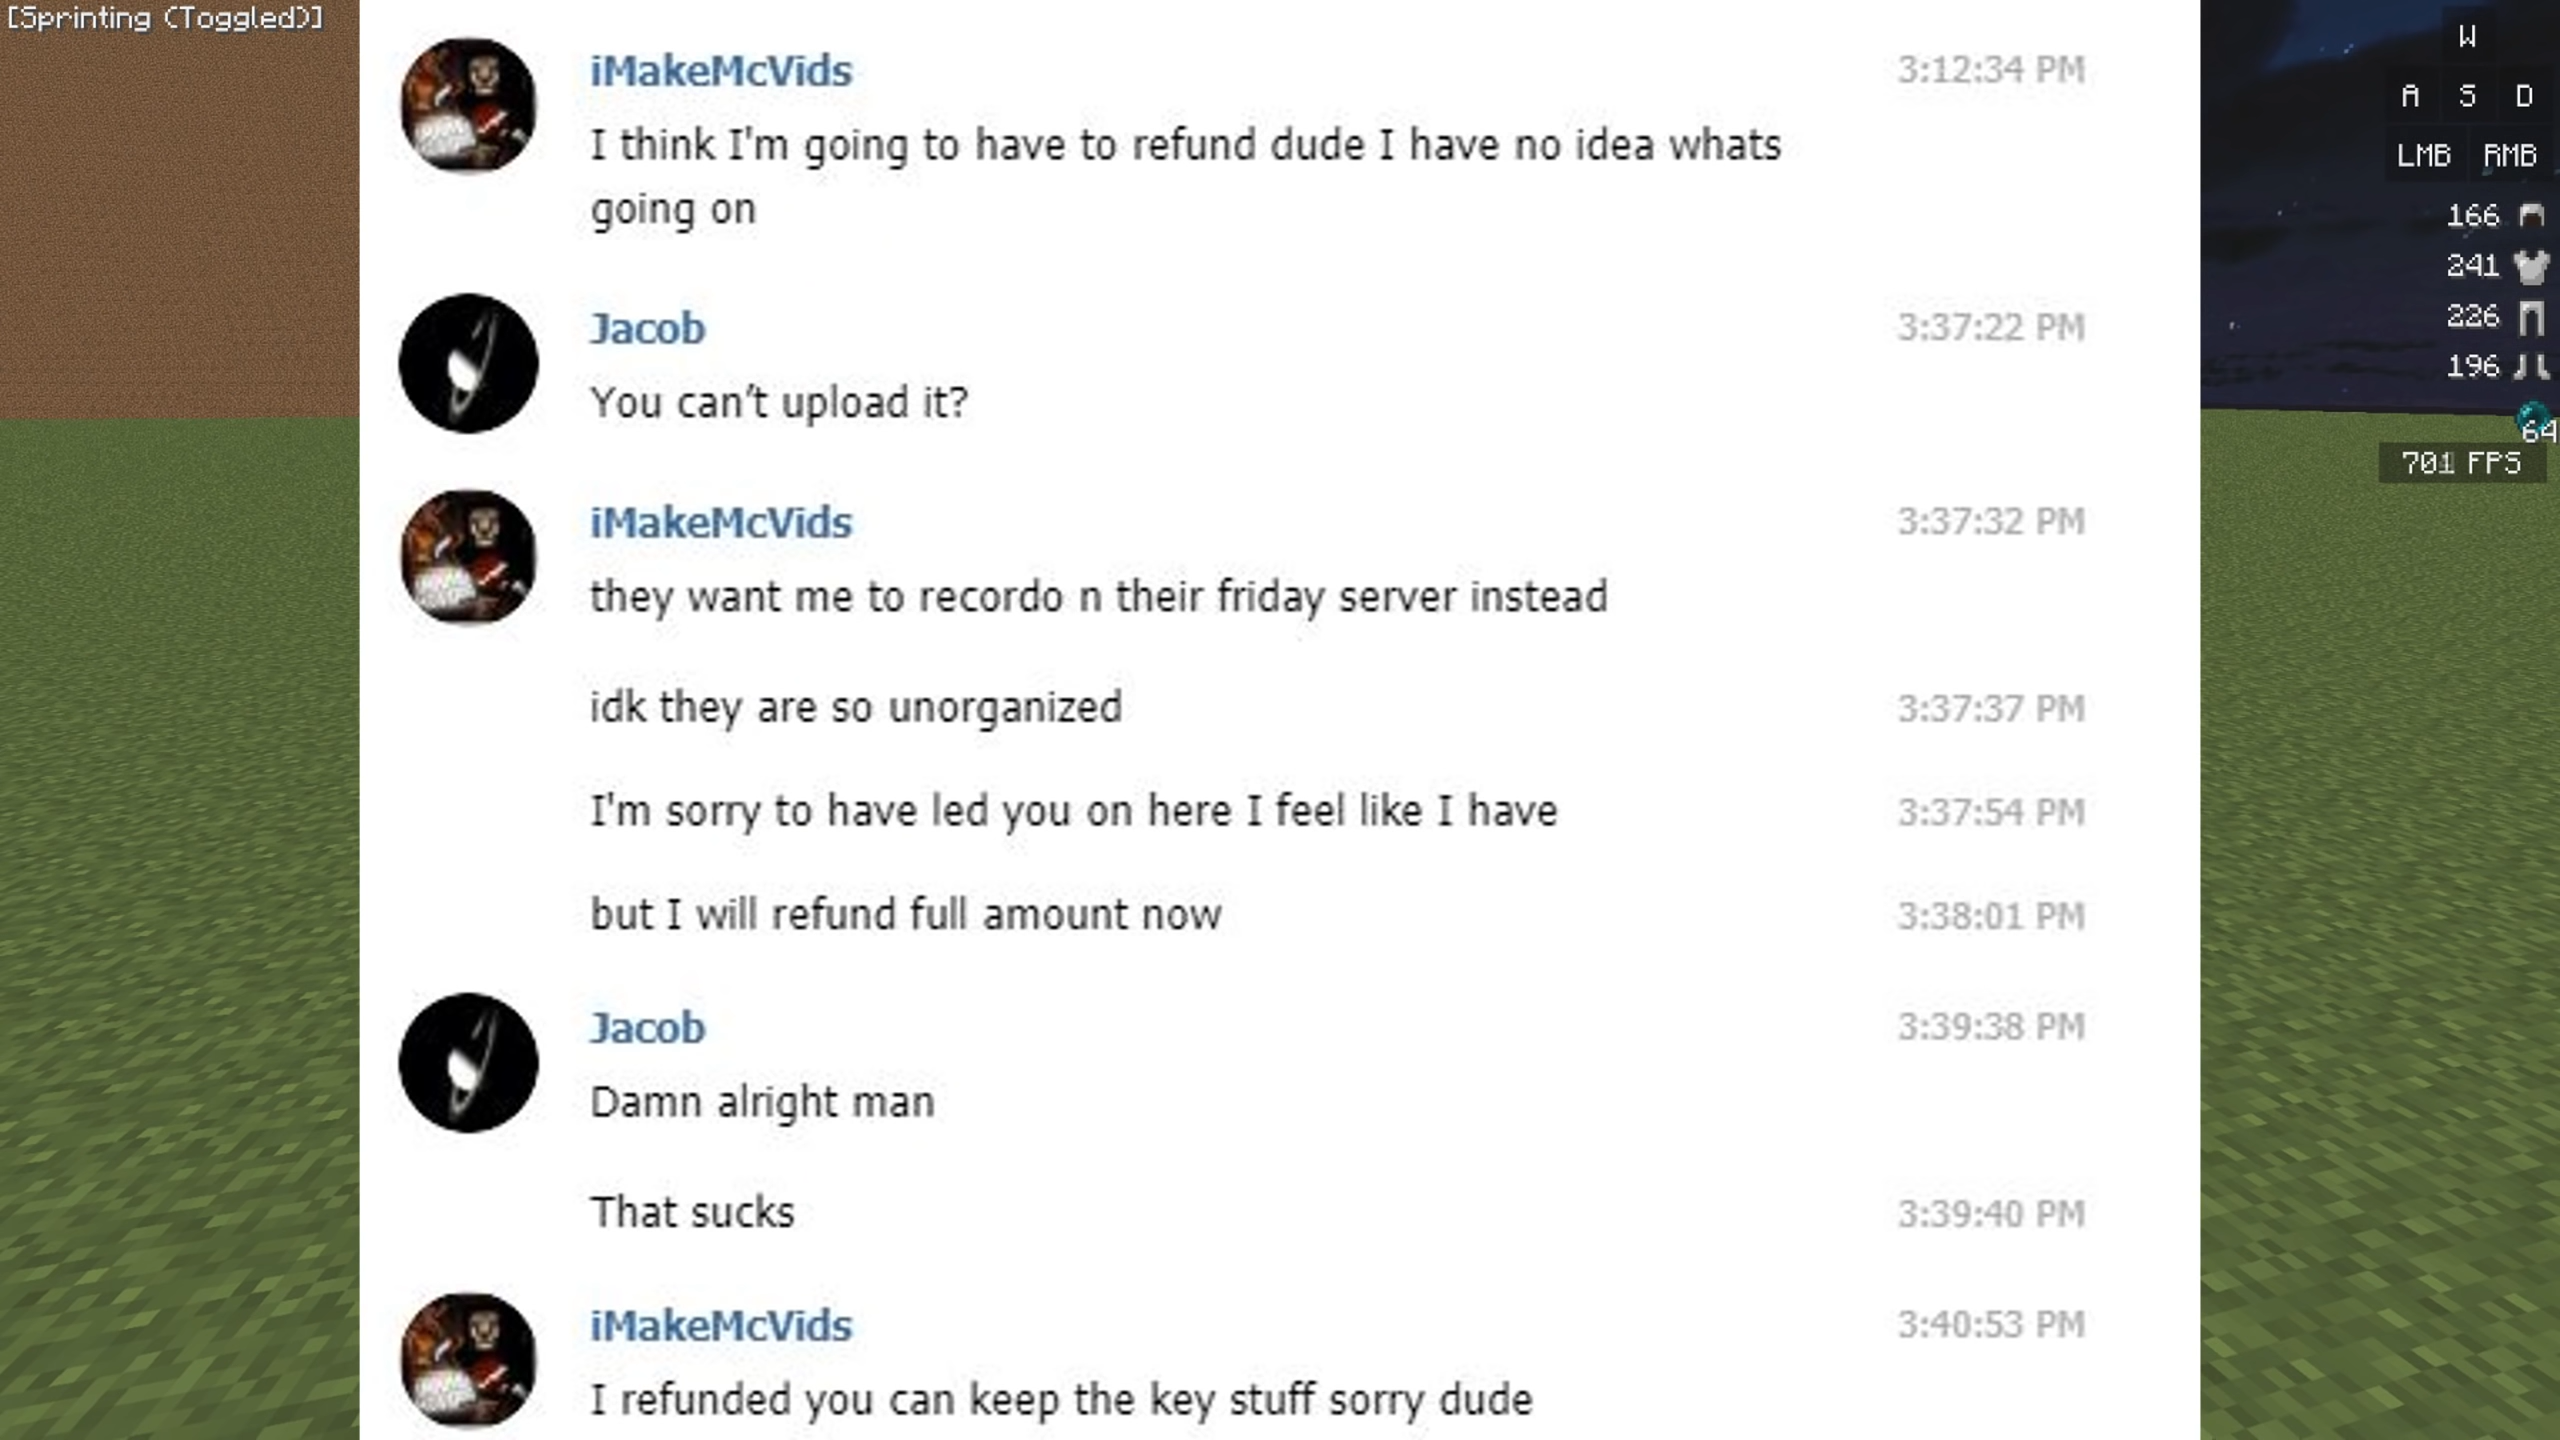 [Sprinting (Toggled)]
iMakeMcVids 3:12:34 PM
I think I'm going to have to refund dude I have no idea whats
going on
Jacob 3:37:22 PM
You can’t upload it?
iMakeMcVids 3:37:32 PM
they want me to recordo n their friday server instead
idk they are so unorganized 3:37:37 PM
I'm sorry to have led you on here I feel like I have 3:37:54 PM
but I will refund full amount now 3:38:01 PM
Jacob 3:39:38 PM
Damn alright man
That sucks 3:39:40 PM
iMakeMcVids 3:40:53 PM
I refunded you can keep the key stuff sorry dude
W
A S D
LMB RMB
166
241
226
196
64
701 FPS